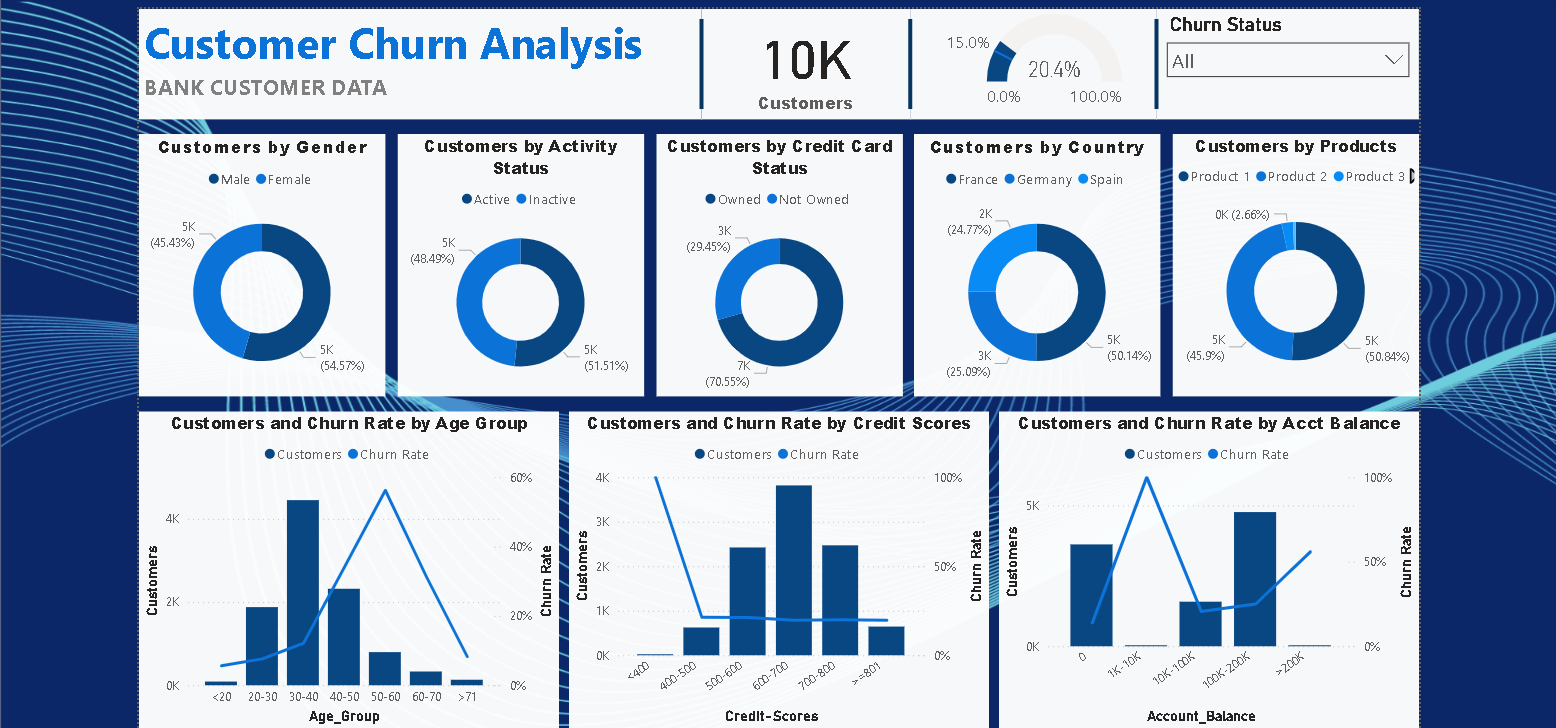 Customer Churn Analysis
BANK CUSTOMER DATA
10K
Customers
15.0%
20.4%
0.0% 100.0%
Churn Status
All
Customers by Gender
Male Female
5K
(45.43%)
5K
(54.57%)
Customers by Activity
Status
Active Inactive
5K
(48.49%)
5K
(51.51%)
Customers by Credit Card
Status
Owned Not Owned
3K
(29.45%)
7K
(70.55%)
Customers by Country
France Germany Spain
2K
(24.77%)
3K
(25.09%)
5K
(50.14%)
Customers by Products
Product 1 Product 2 Product 3
0K (2.66%)
5K
(45.9%)
5K
(50.84%)
Customers and Churn Rate by Age Group
Customers Churn Rate
60%
4K
40%
2K
20%
0K
0%
Customers
Churn Rate
<20 20-30 30-40 40-50 50-60 60-70 >71
Age_Group
Customers and Churn Rate by Credit Scores
Customers Churn Rate
4K 100%
3K
2K 50%
1K
0K 0%
Customers
Churn Rate
<400 400-500 500-600 600-700 700-800 >=801
Credit-Scores
Customers and Churn Rate by Acct Balance
Customers Churn Rate
100%
5K
50%
0K 0%
Customers
Churn Rate
0 1K-10K 10K-100K 100K-200K >200K
Account_Balance